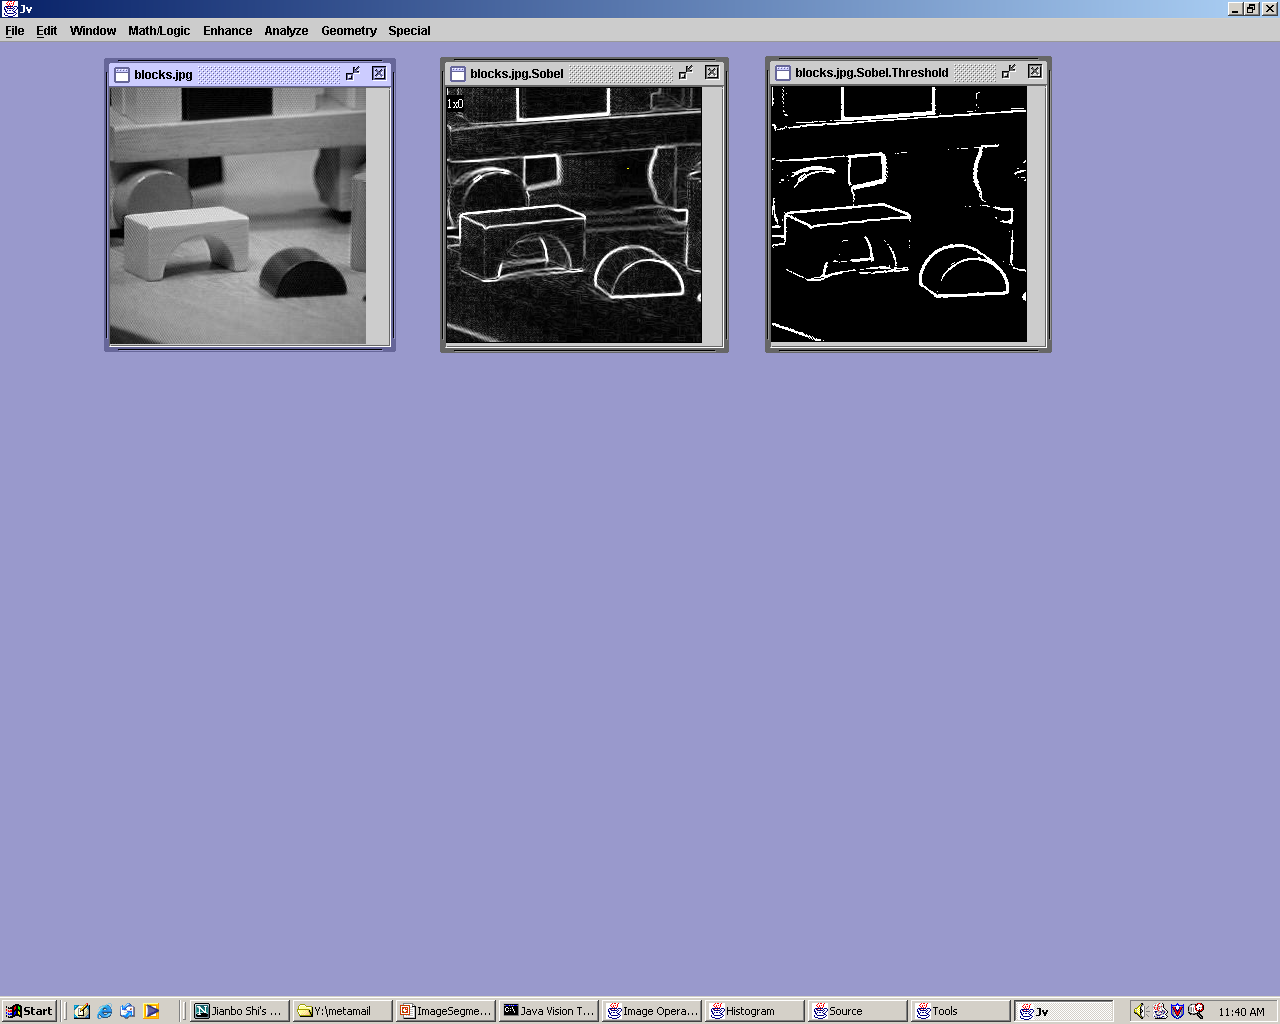 Jv
File Edit Window Math/Logic Enhance Analyze Geometry Special
blocks.jpg
blocks.jpg.Sobel
blocks.jpg.Sobel.Threshold
1x0
Start
Jianbo Shi's ...
Y:\metamail
ImageSegme...
Java Vision T...
Image Opera...
Histogram
Source
Tools
Jv
11:40 AM